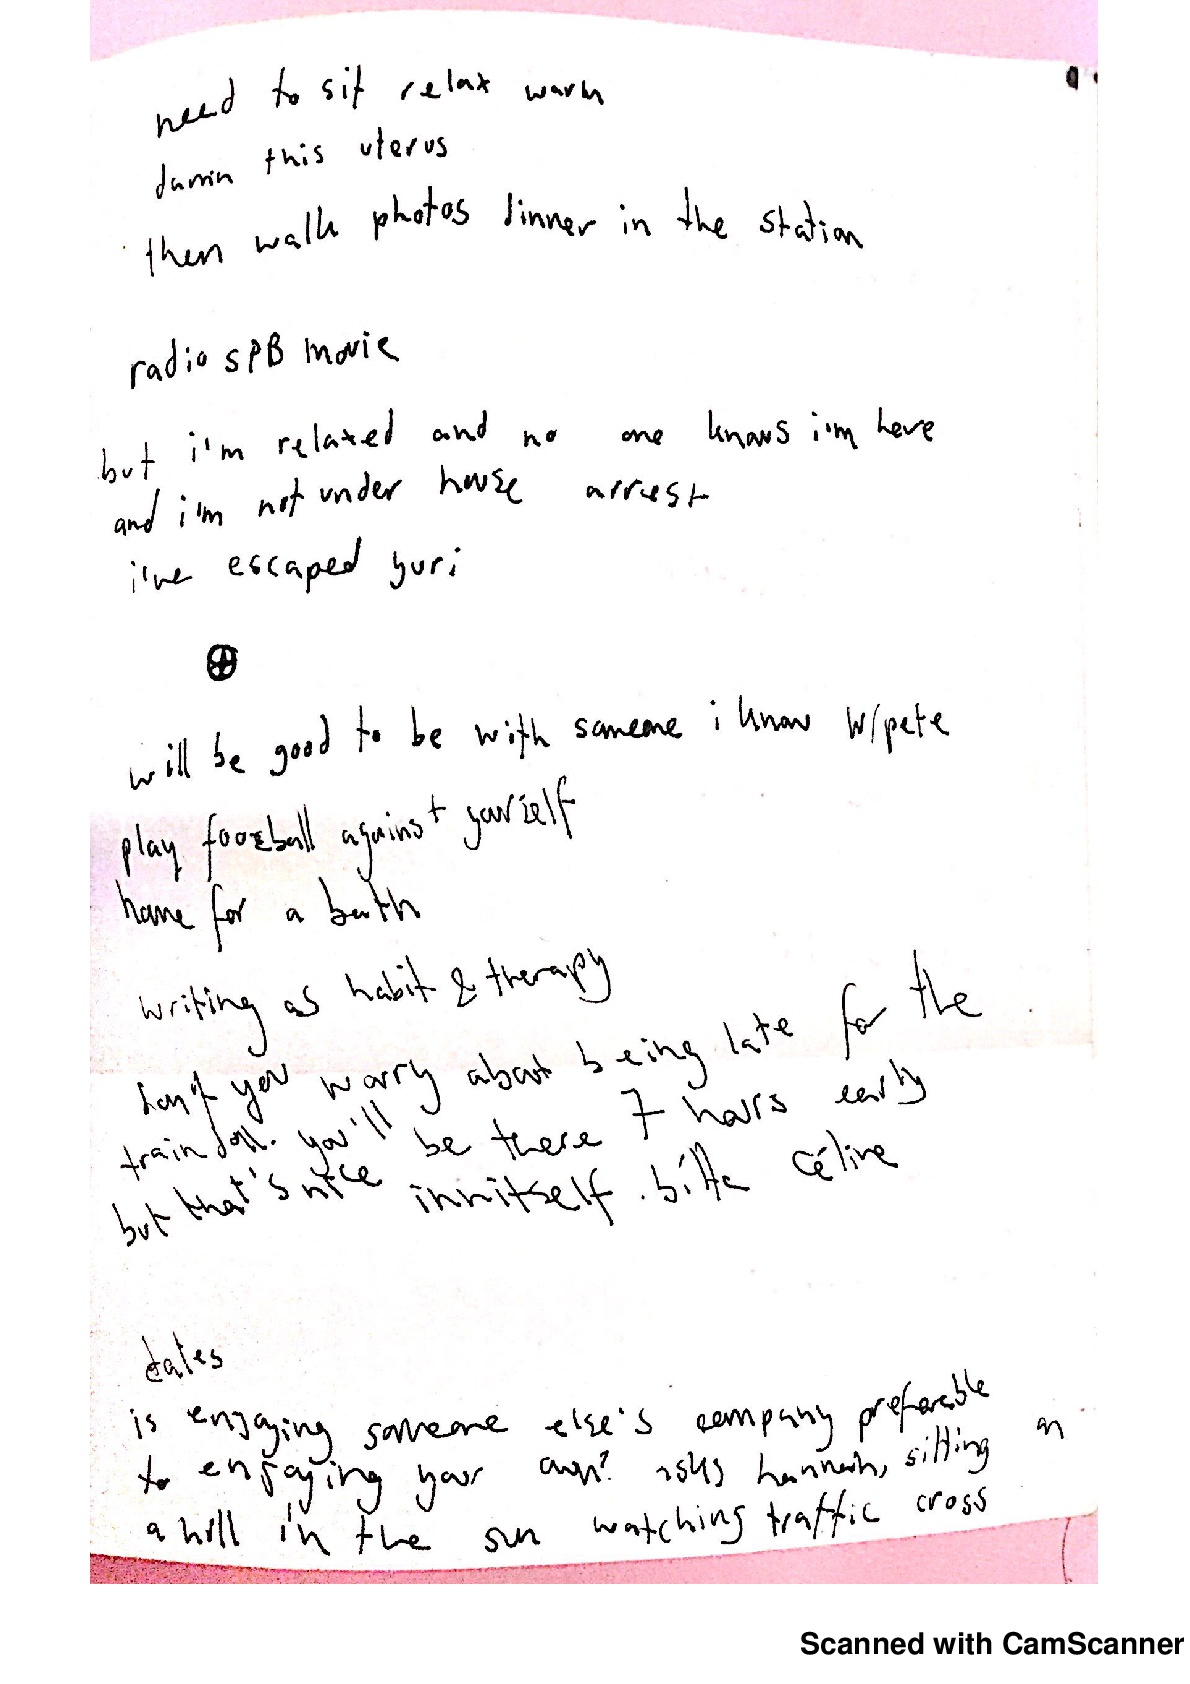 need to sit relax warm
damn this uterus
then walk photos dinner in the station
radio SPB movie
but i'm relaxed and no one knows i'm here
and i'm not under house arrest
i've escaped yuri
will be good to be with someone i know w/pete
play foozball against yourself
home for a bath
writing as habit & therapy
don't you worry about being late for the
train doll. you'll be there 7 hours early
but that's nice in itself. Céline
dates
is enjoying someone else's company preferable
to enjoying your own? asks hannah, sitting on
a hill in the sun watching traffic cross
Scanned with CamScanner